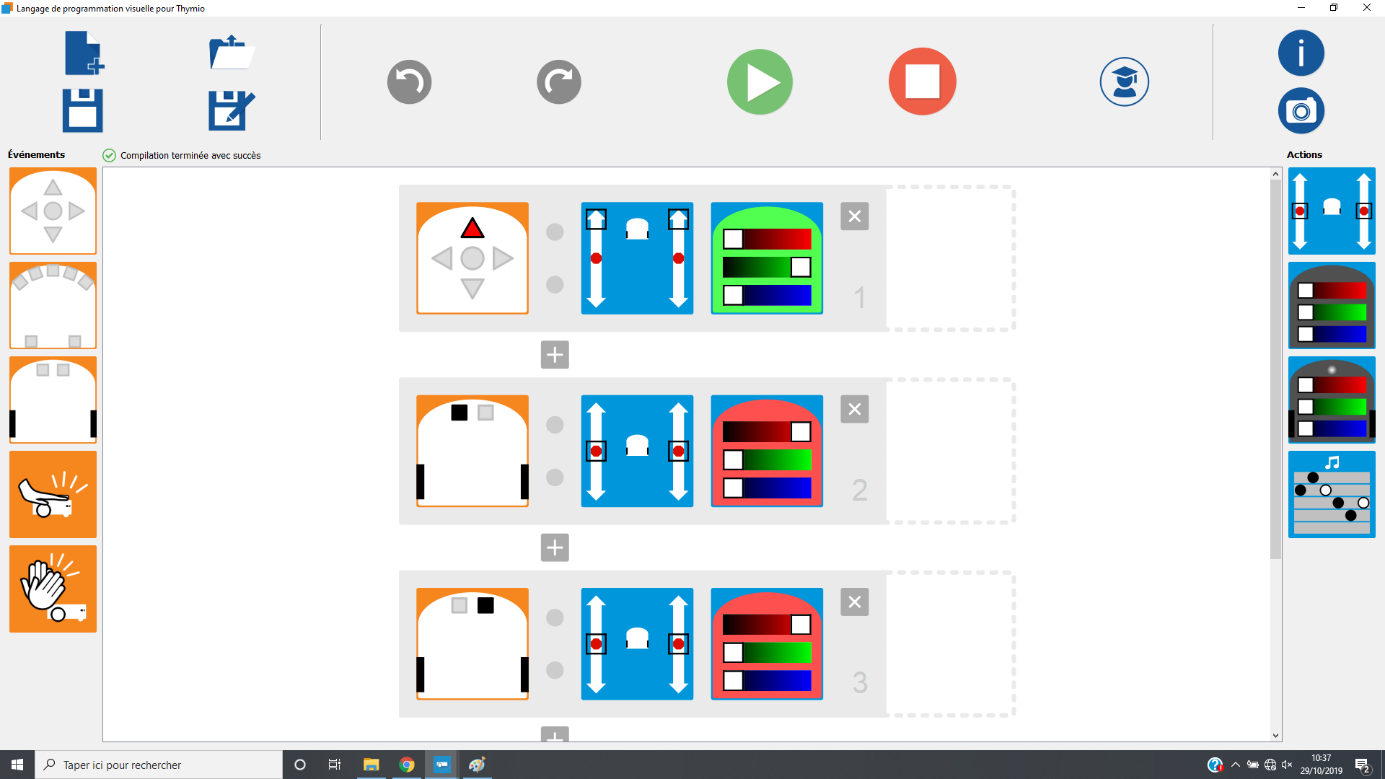 Langage de programmation visuelle pour Thymio
Événements
Compilation terminée avec succès
Actions
1
2
3
Taper ici pour rechercher
10:37
29/10/2019
2